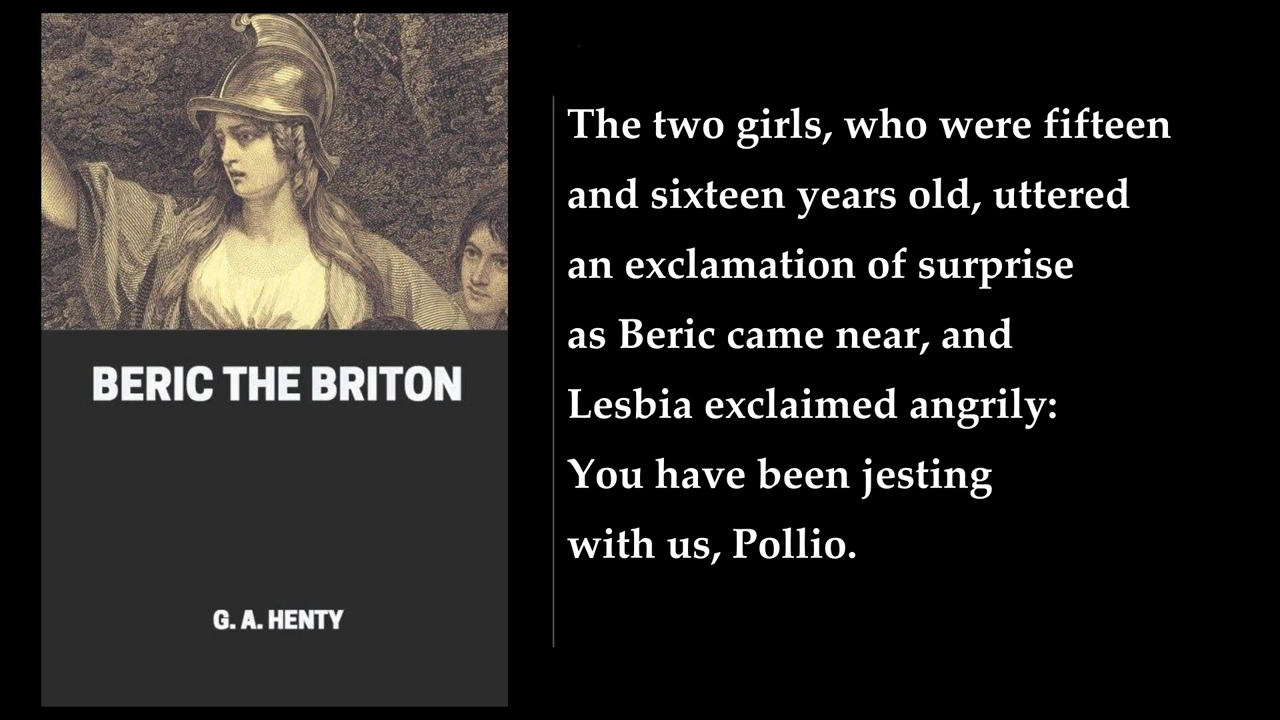 BERIC THE BRITON
G. A. HENTY
The two girls, who were fifteen
and sixteen years old, uttered
an exclamation of surprise
as Beric came near, and
Lesbia exclaimed angrily:
You have been jesting
with us, Pollio.